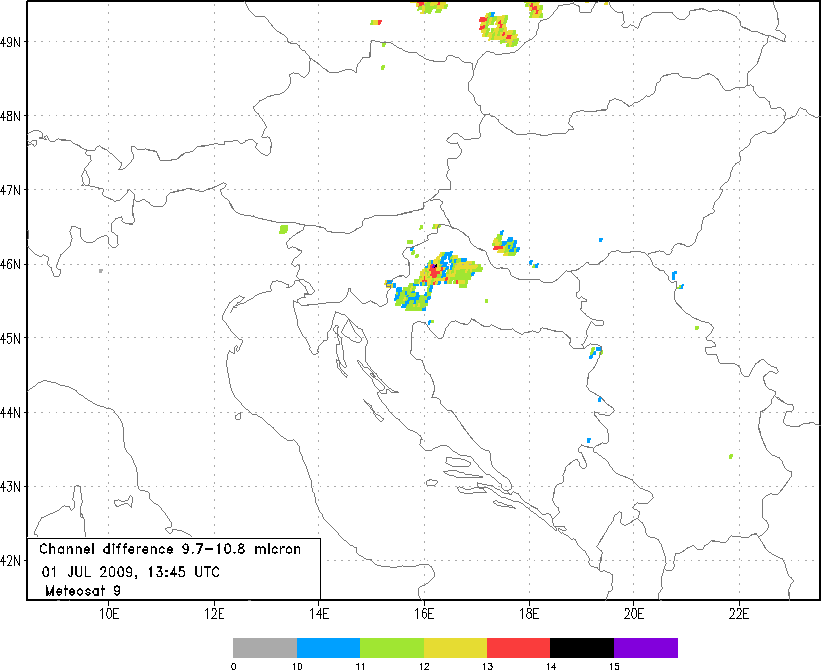 49N
48N
47N
46N
45N
44N
43N
42N
Channel difference 9.7-10.8 micron
01 JUL 2009, 13:45 UTC
Meteosat 9
10E 12E 14E 16E 18E 20E 22E
0 10 11 12 13 14 15